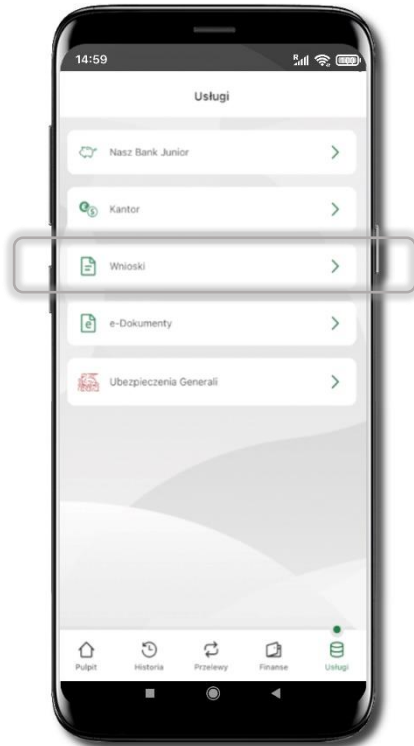 14:59
Usługi
Nasz Bank Junior
Kantor
Wnioski
e-Dokumenty
Ubezpieczenia Generali
Pulpit
Historia
Przelewy
Finanse
Usługi